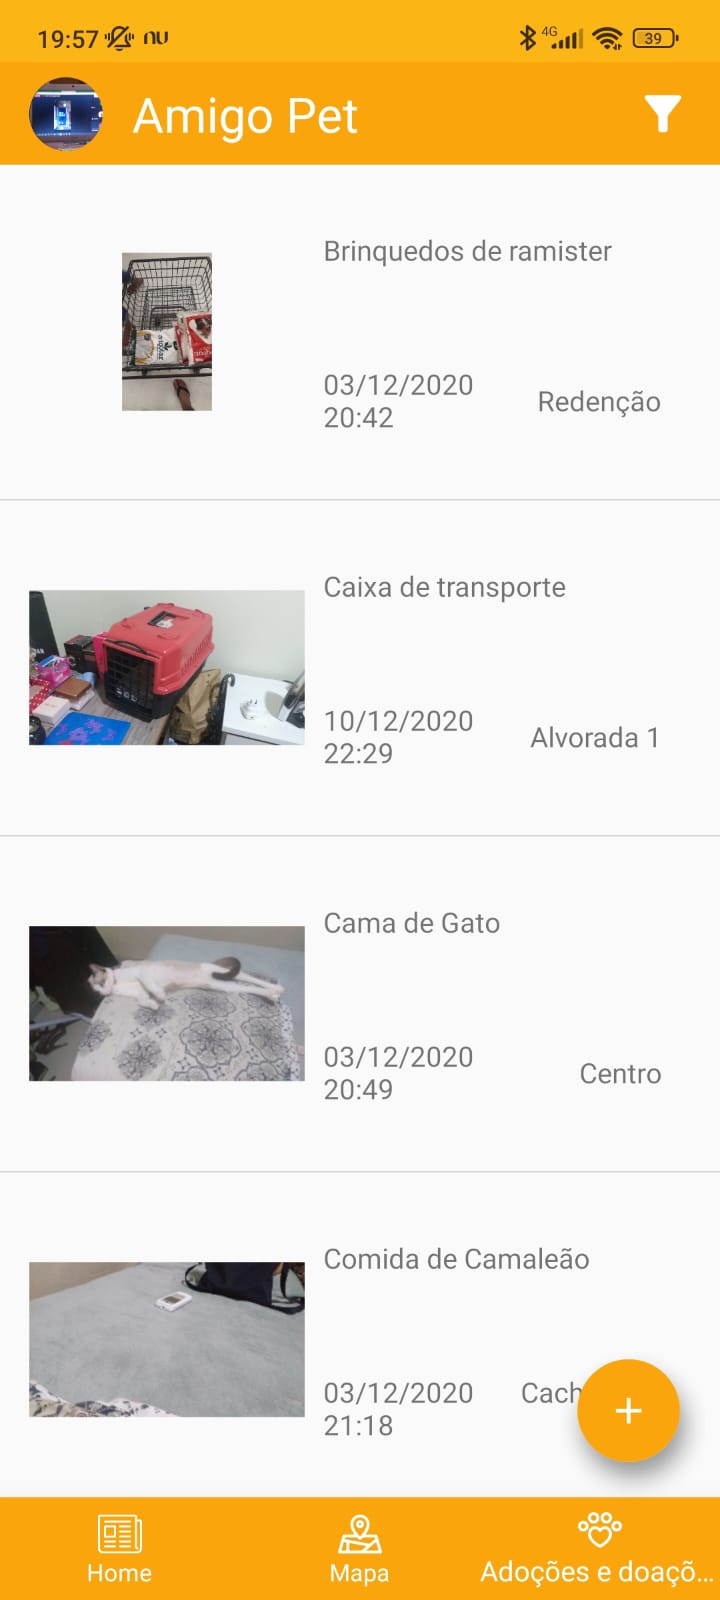 19:57
4G
39
Amigo Pet
Brinquedos de ramister
03/12/2020
20:42
Redenção
Caixa de transporte
10/12/2020
22:29
Alvorada 1
Cama de Gato
03/12/2020
20:49
Centro
Comida de Camaleão
03/12/2020
21:18
Cach
+
Home
Mapa
Adoções e doaçõ...